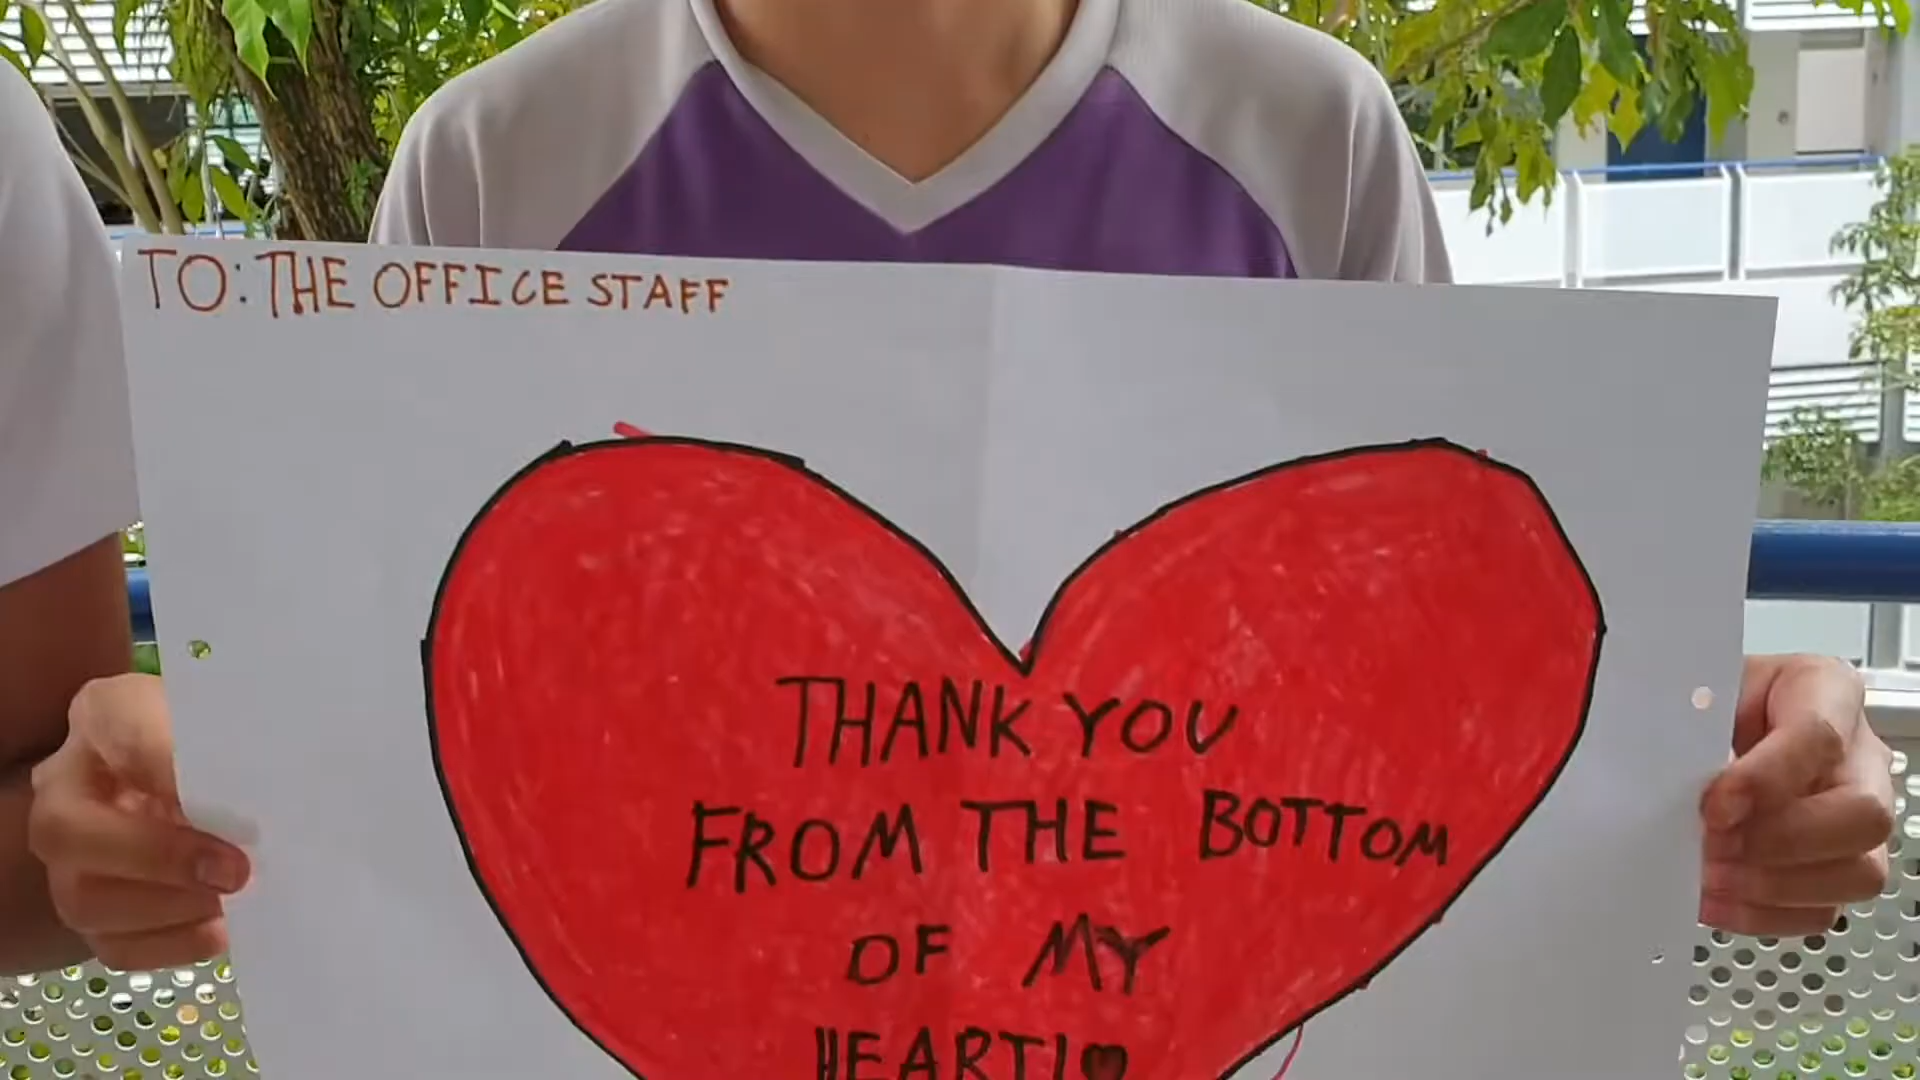 TO: THE OFFICE STAFF
THANK YOU
FROM THE BOTTOM
OF MY
HEART!♥